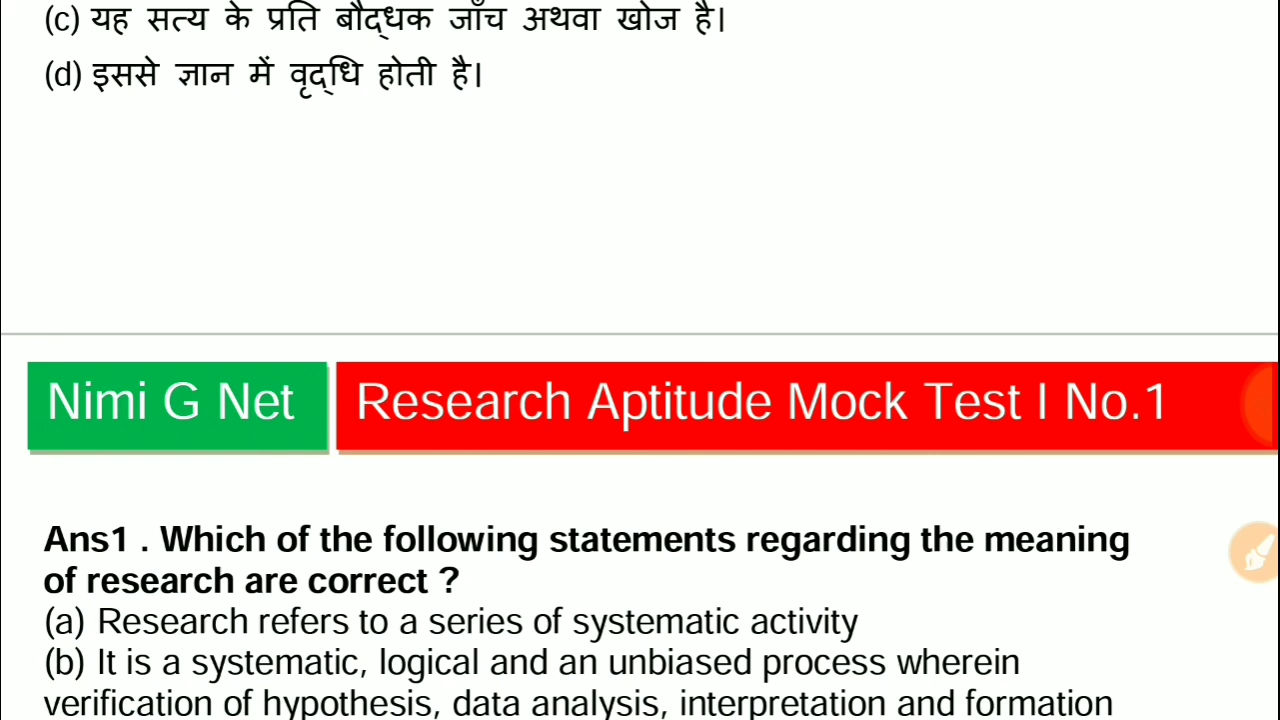 (c) यह सत्य के प्रति बौद्धिक जाँच अथवा खोज है।
(d) इससे ज्ञान में वृद्धि होती है।
Nimi G Net
Research Aptitude Mock Test I No.1
Ans1 . Which of the following statements regarding the meaning
of research are correct ?
(a) Research refers to a series of systematic activity
(b) It is a systematic, logical and an unbiased process wherein
verification of hypothesis, data analysis, interpretation and formation